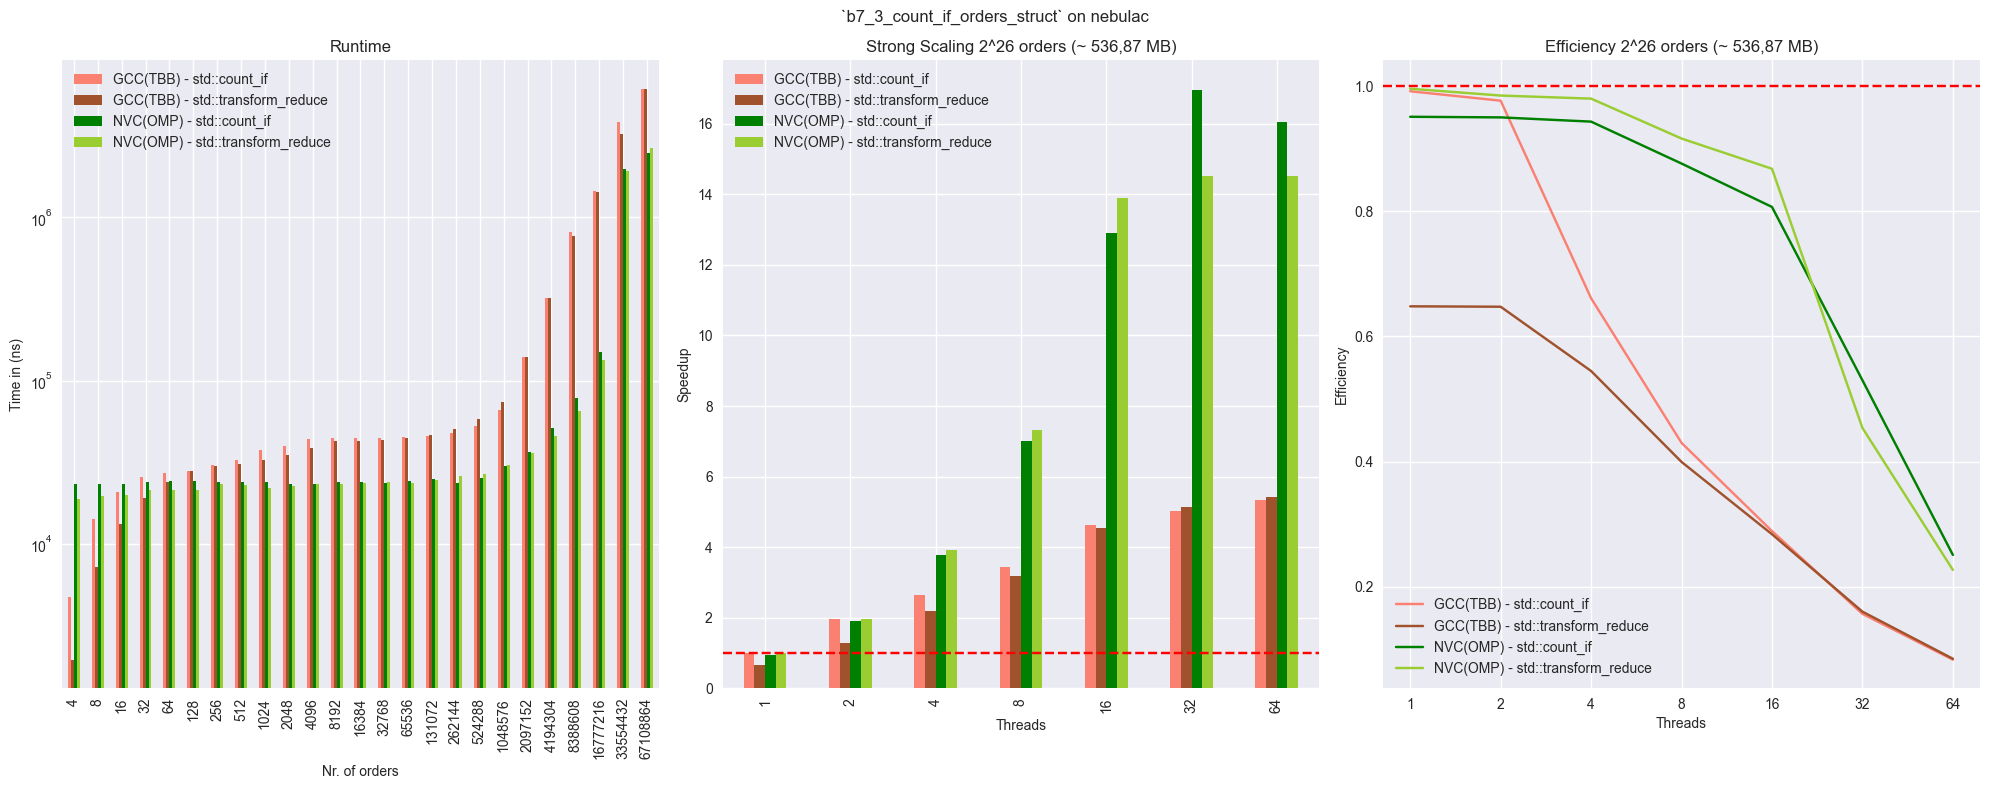 `b7_3_count_if_orders_struct` on nebulac
Runtime
GCC(TBB) - std::count_if
GCC(TBB) - std::transform_reduce
NVC(OMP) - std::count_if
NVC(OMP) - std::transform_reduce
Time in (ns)
10^6
10^5
10^4
4
8
16
32
64
128
256
512
1024
2048
4096
8192
16384
32768
65536
131072
262144
524288
1048576
2097152
4194304
8388608
16777216
33554432
67108864
Nr. of orders
Strong Scaling 2^26 orders (~ 536,87 MB)
GCC(TBB) - std::count_if
GCC(TBB) - std::transform_reduce
NVC(OMP) - std::count_if
NVC(OMP) - std::transform_reduce
Speedup
16
14
12
10
8
6
4
2
0
1
2
4
8
16
32
64
Threads
Efficiency 2^26 orders (~ 536,87 MB)
Efficiency
1.0
0.8
0.6
0.4
0.2
GCC(TBB) - std::count_if
GCC(TBB) - std::transform_reduce
NVC(OMP) - std::count_if
NVC(OMP) - std::transform_reduce
1
2
4
8
16
32
64
Threads